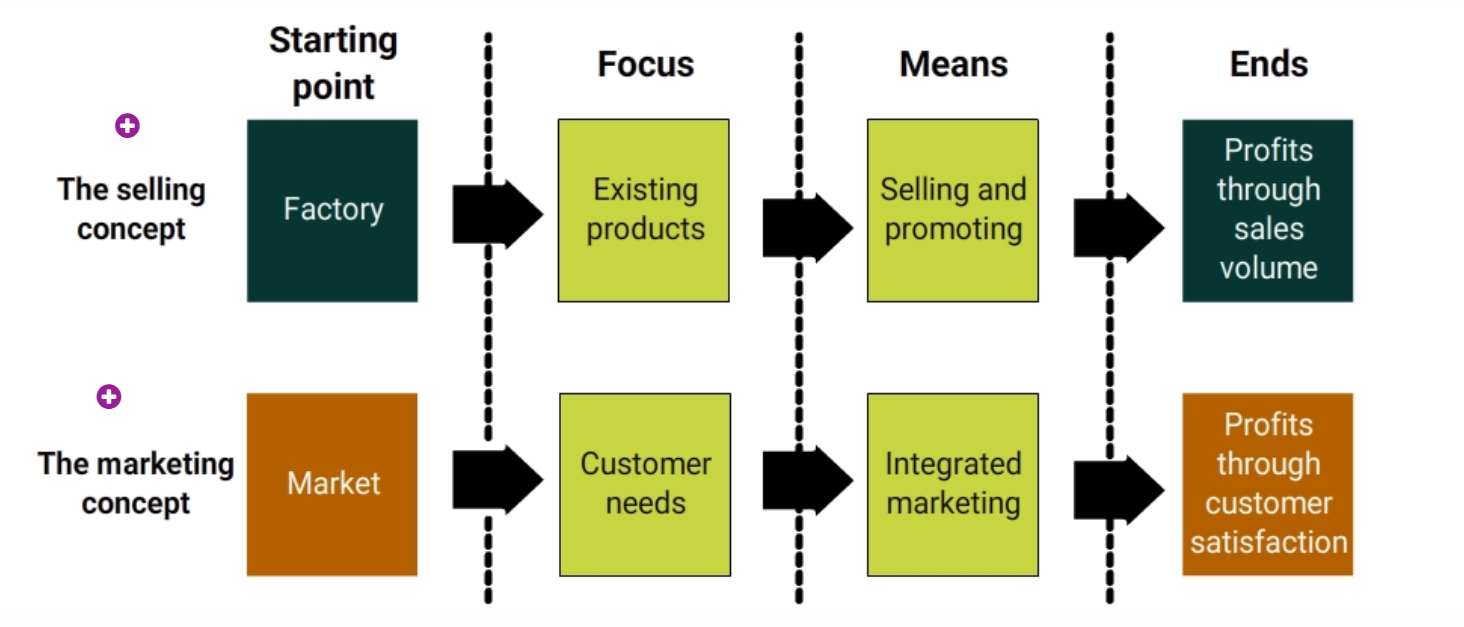 Starting
point
Focus
Means
Ends
The selling
concept
Factory
Existing
products
Selling and
promoting
Profits
through
sales
volume
The marketing
concept
Market
Customer
needs
Integrated
marketing
Profits
through
customer
satisfaction